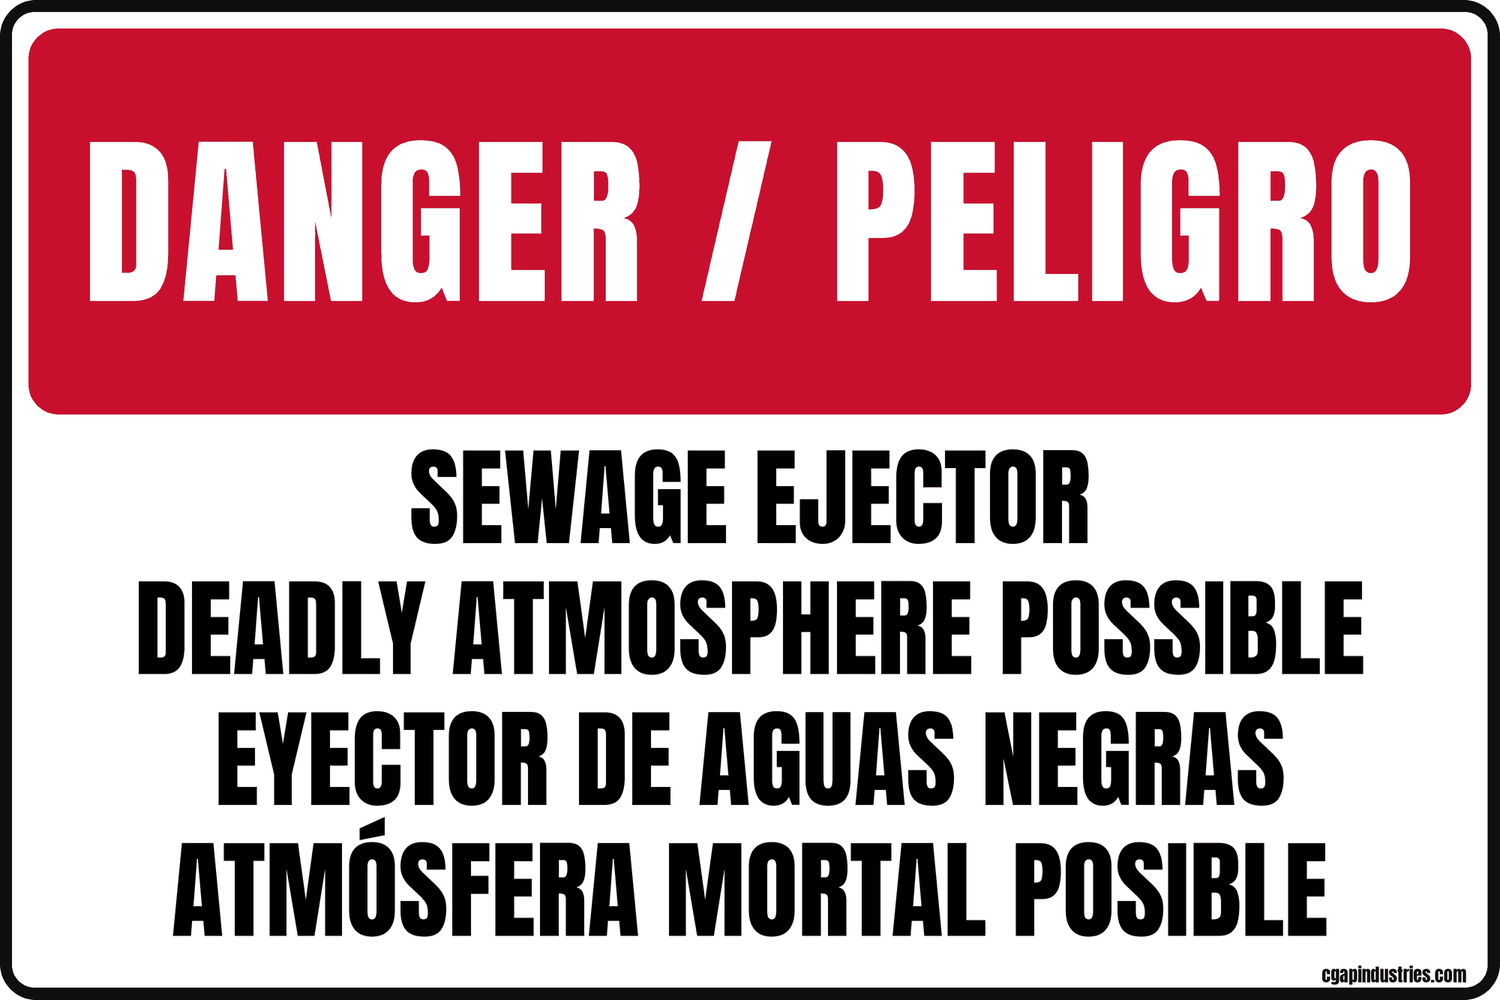 DANGER / PELIGRO
SEWAGE EJECTOR
DEADLY ATMOSPHERE POSSIBLE
EYECTOR DE AGUAS NEGRAS
ATMÓSFERA MORTAL POSIBLE
cgapindustries.com